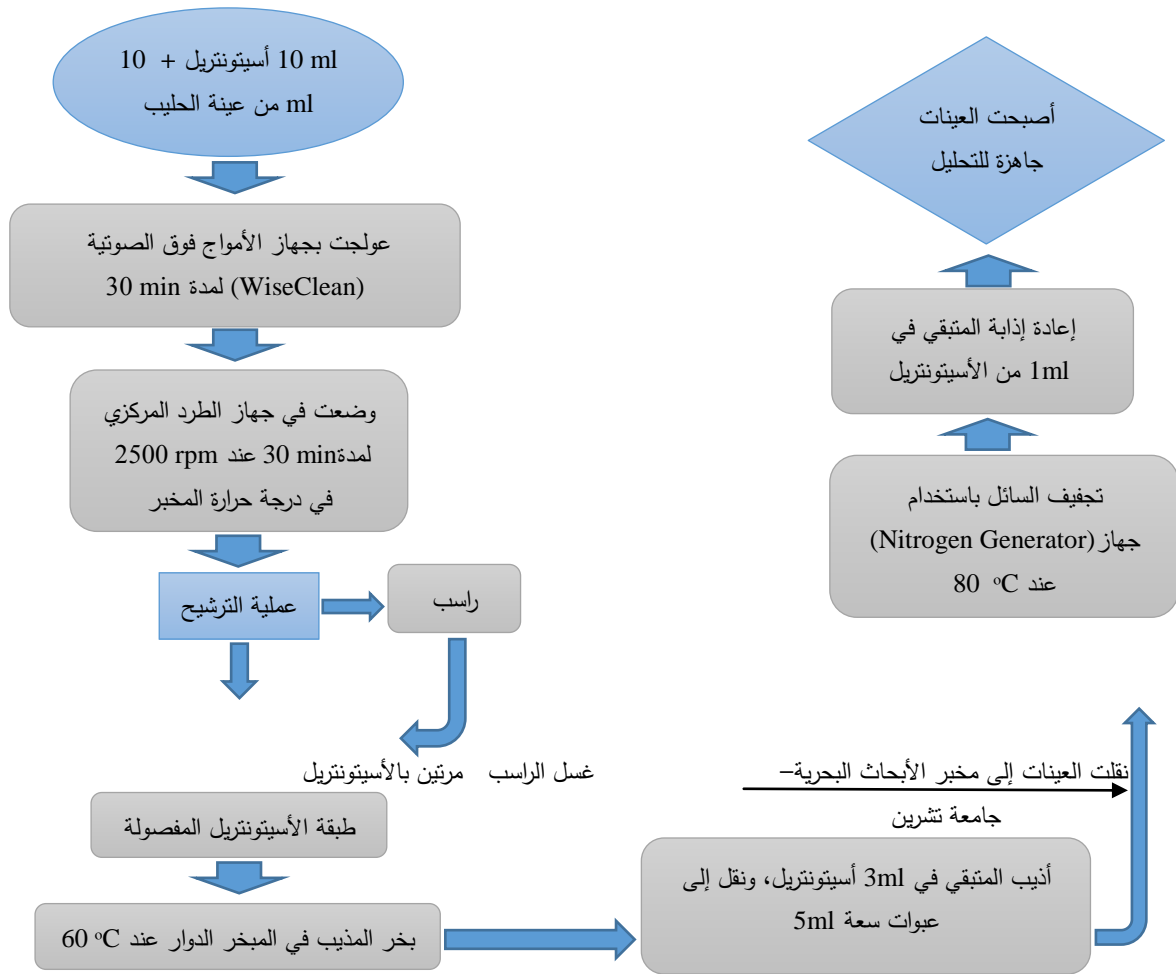 10 ml أسيتونتريل + 10
ml من عينة الحليب
عولجت بجهاز الأمواج فوق الصوتية
(WiseClean) لمدة 30 min
وضعت في جهاز الطرد المركزي
لمدة30 min عند 2500 rpm
في درجة حرارة المخبر
عملية الترشيح
راسب
غسل الراسب مرتين بالأسيتونتريل
طبقة الأسيتونتريل المفصولة
بخر المذيب في المبخر الدوار عند 60 °C
أذيب المتبقي في 3ml أسيتونتريل، ونقل إلى
عبوات سعة 5ml
نقلت العينات إلى مخبر الأبحاث البحرية–
جامعة تشرين
تجفيف السائل باستخدام
جهاز(Nitrogen Generator)
عند 80 °C
إعادة إذابة المتبقي في
1ml من الأسيتونتريل
أصبحت العينات
جاهزة للتحليل